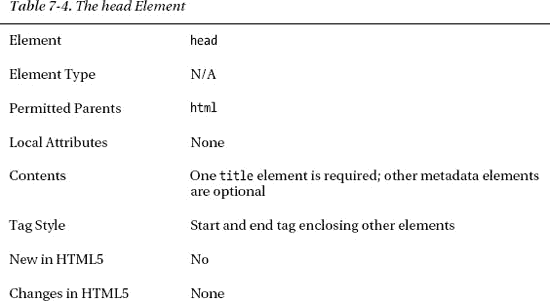 Table 7-4. The head Element
Element head
Element Type N/A
Permitted Parents html
Local Attributes None
Contents One title element is required; other metadata elements
are optional
Tag Style Start and end tag enclosing other elements
New in HTML5 No
Changes in HTML5 None